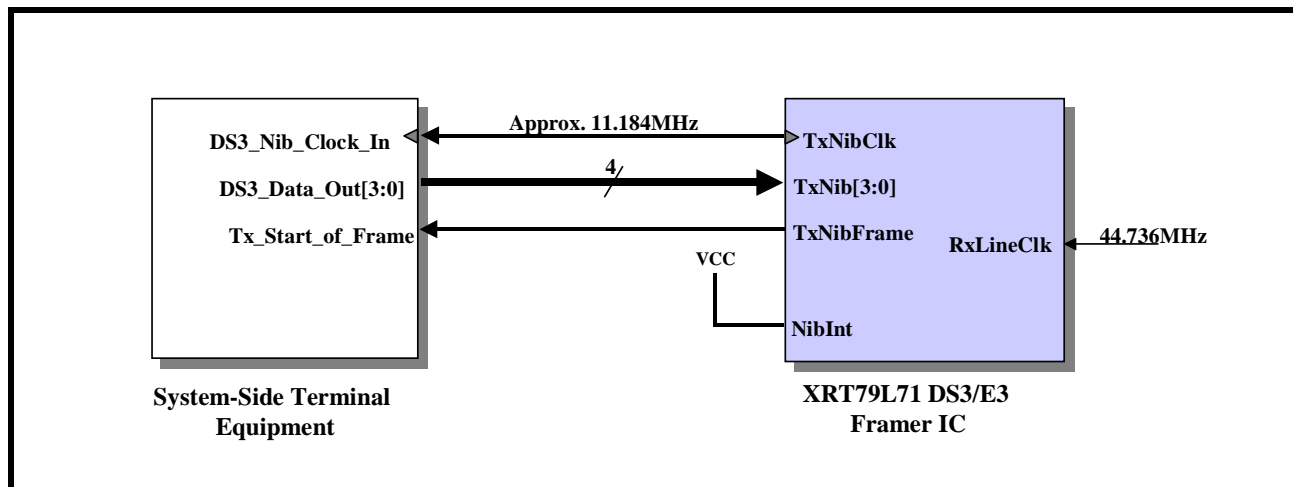 Approx. 11.184MHz
DS3_Nib_Clock_In
TxNibClk
4
DS3_Data_Out[3:0]
TxNib[3:0]
Tx_Start_of_Frame
TxNibFrame
RxLineClk
44.736MHz
VCC
NibInt
System-Side Terminal
Equipment
XRT79L71 DS3/E3
Framer IC